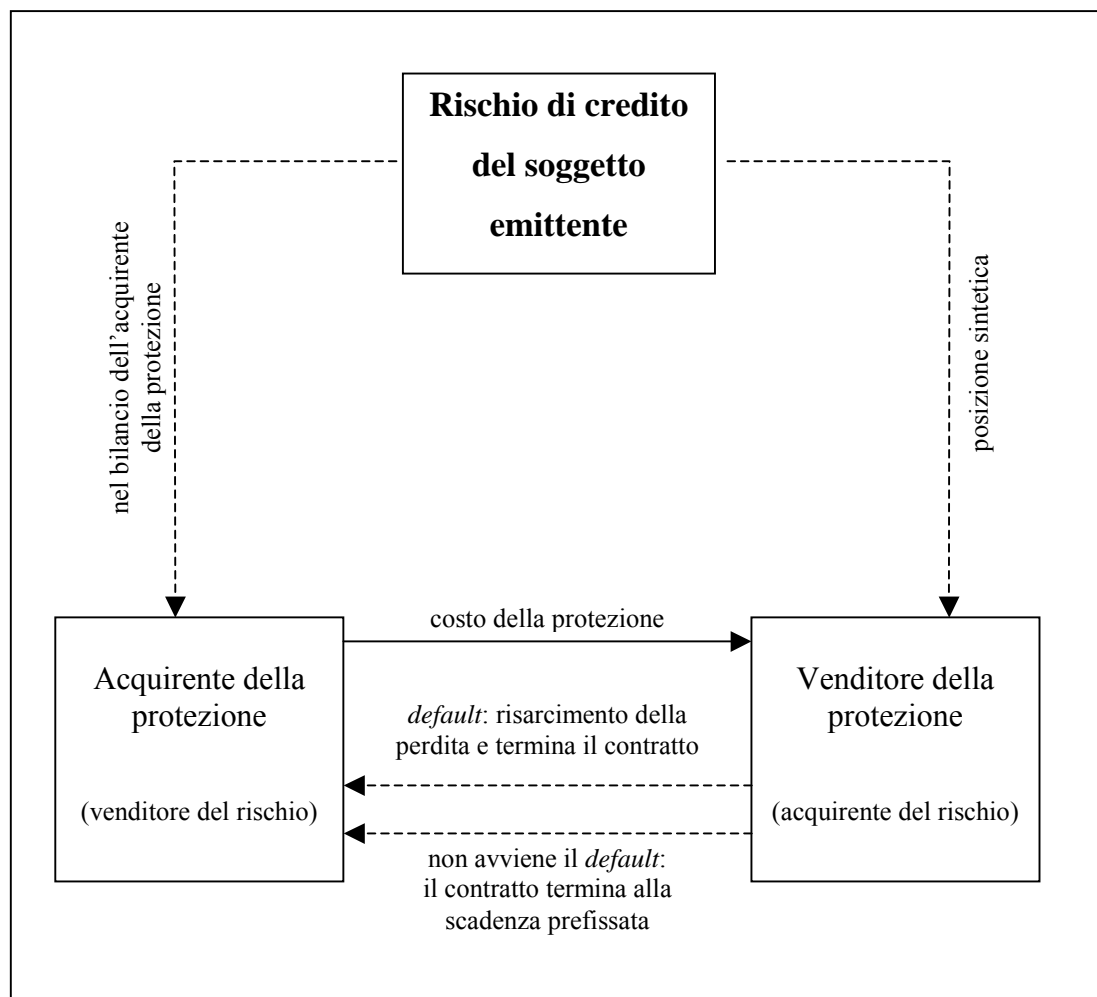 Rischio di credito
del soggetto
emittente
nel bilancio dell’acquirente
della protezione
posizione sintetica
costo della protezione
Acquirente della
protezione
(venditore del rischio)
default: risarcimento della
perdita e termina il contratto
Venditore della
protezione
(acquirente del rischio)
non avviene il default:
il contratto termina alla
scadenza prefissata